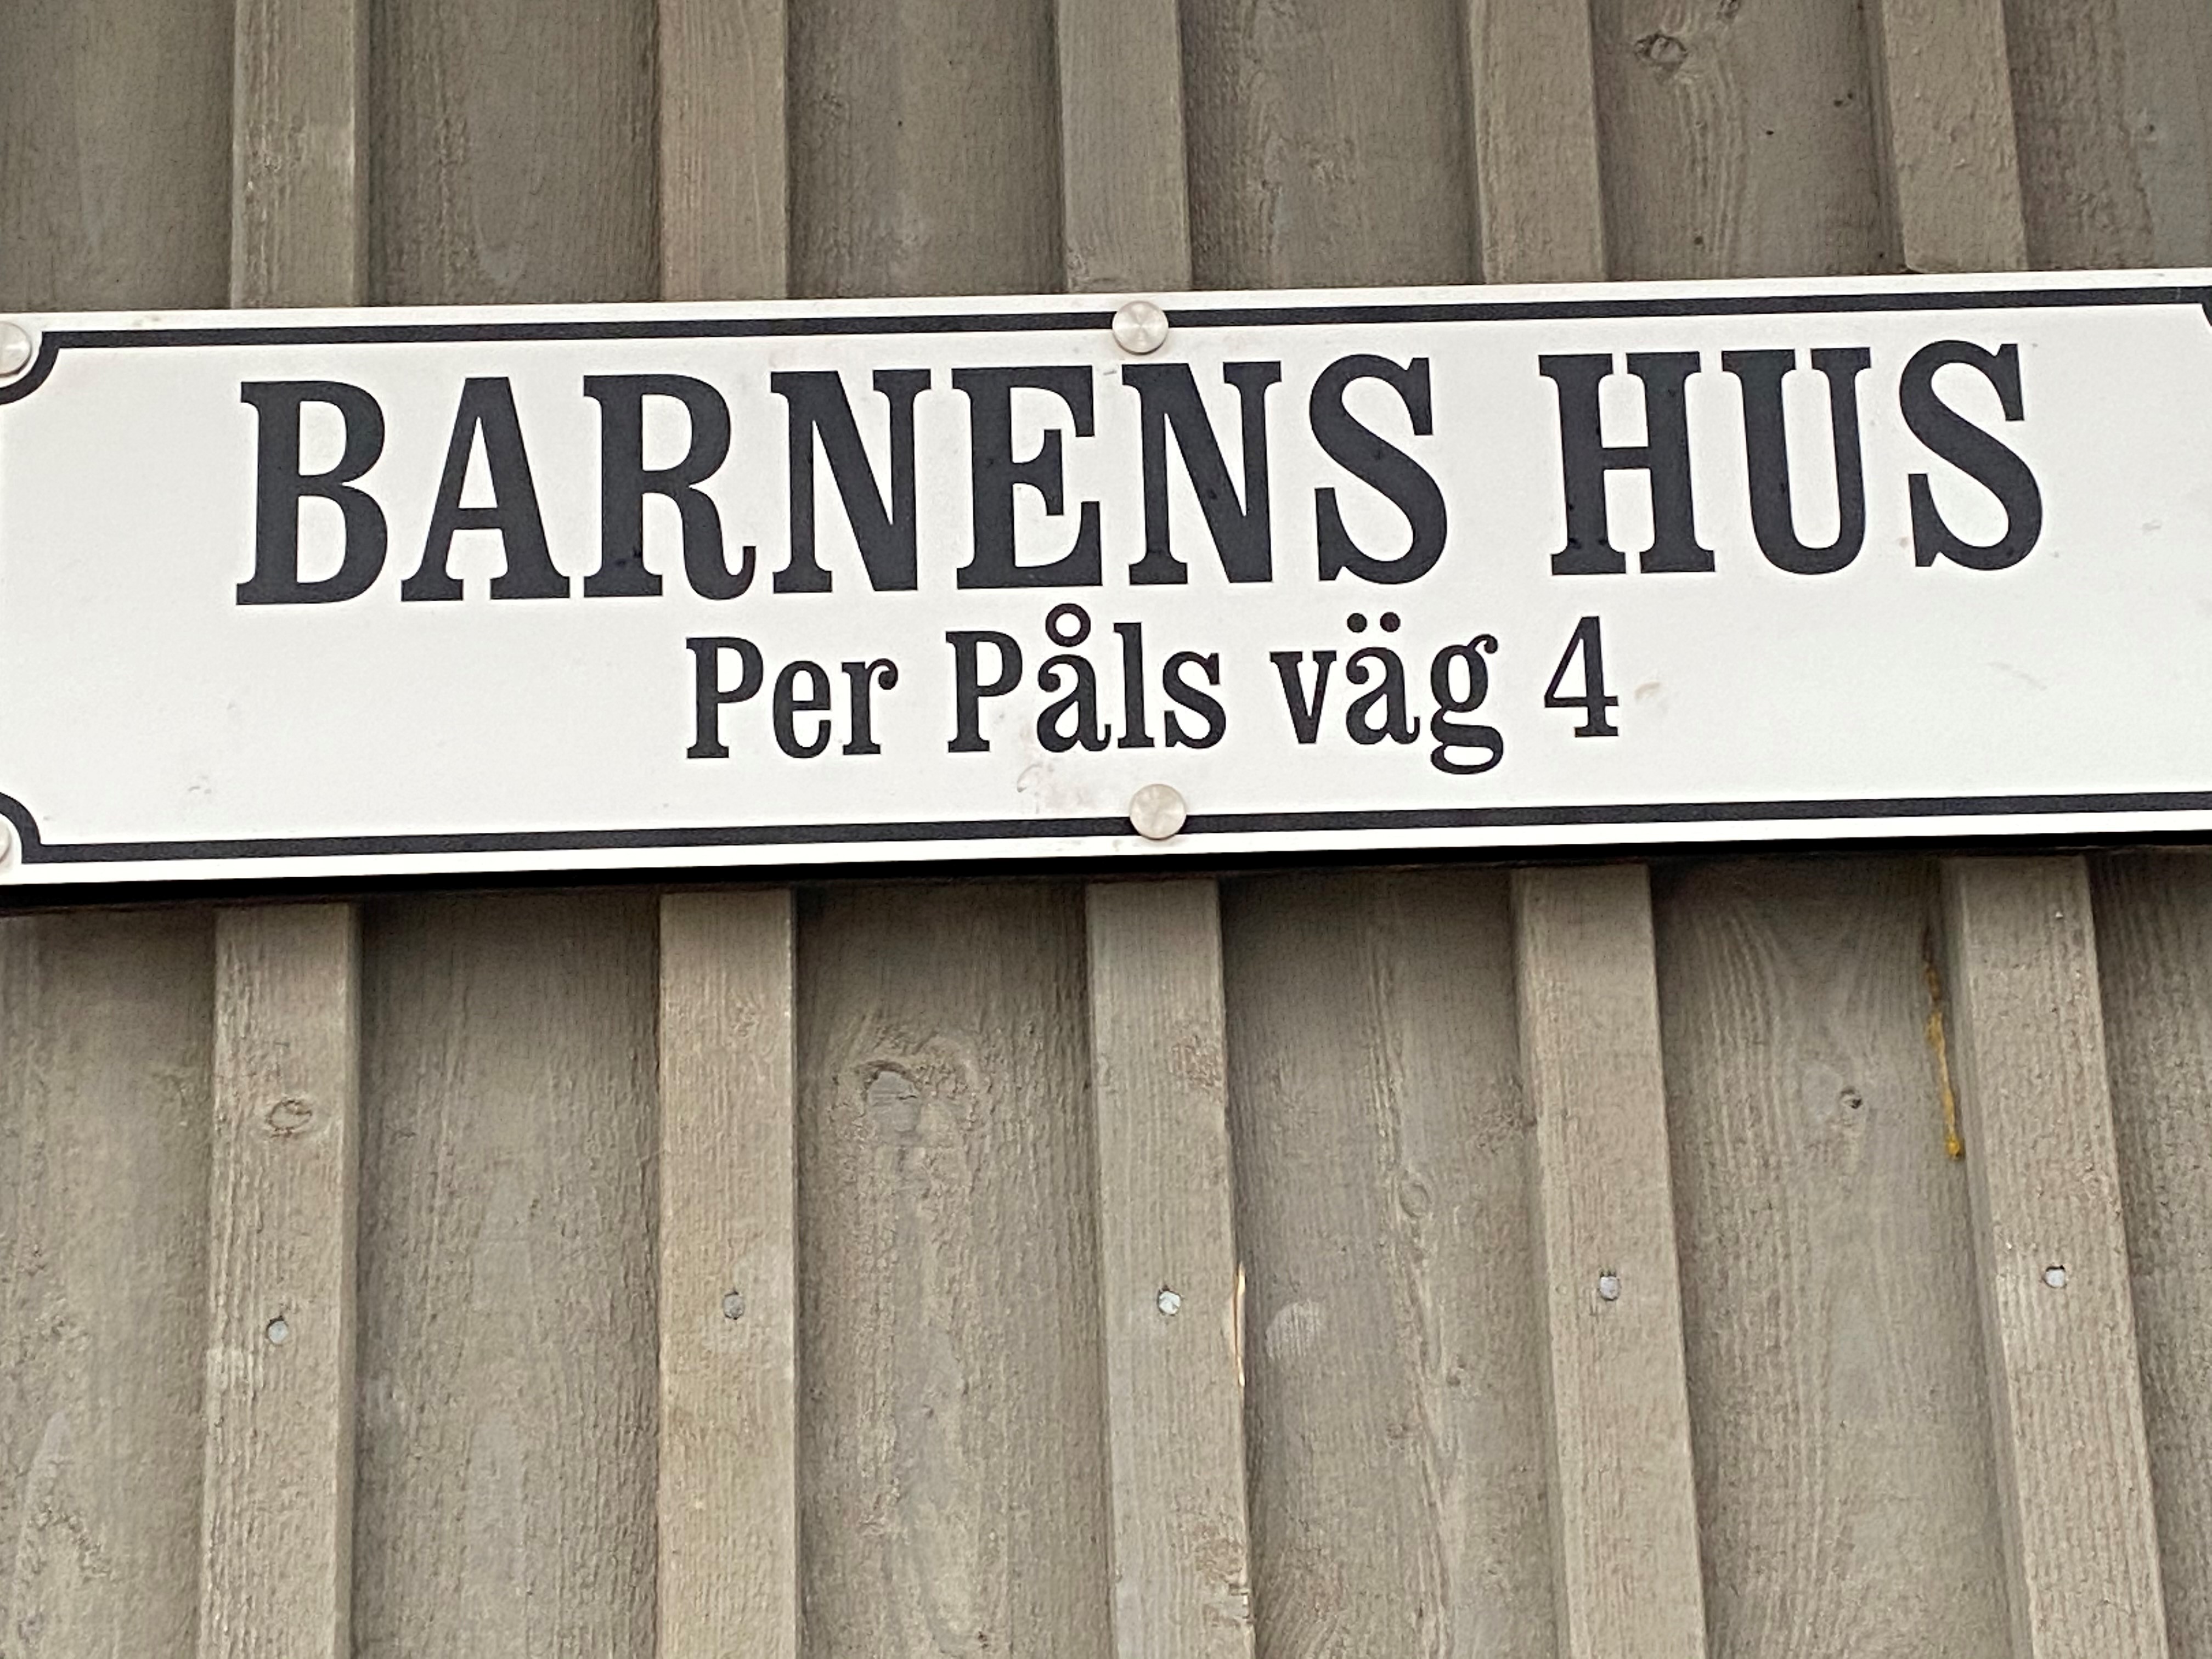 BARNENS HUS
Per Påls väg 4